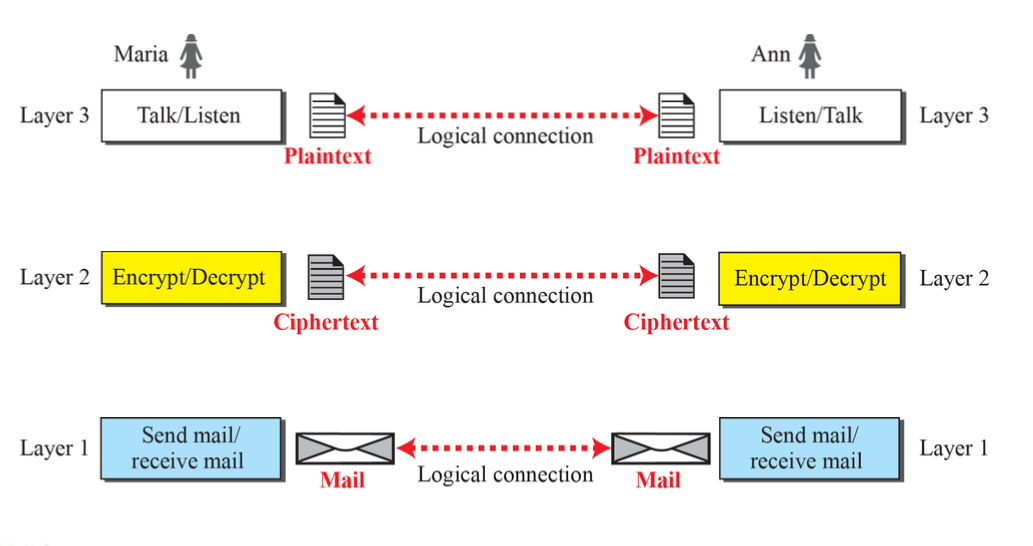 Maria
Ann
Layer 3
Talk/Listen
Logical connection
Listen/Talk
Layer 3
Plaintext
Plaintext
Layer 2
Encrypt/Decrypt
Logical connection
Encrypt/Decrypt
Layer 2
Ciphertext
Ciphertext
Layer 1
Send mail/
receive mail
Logical connection
Send mail/
receive mail
Layer 1
Mail
Mail